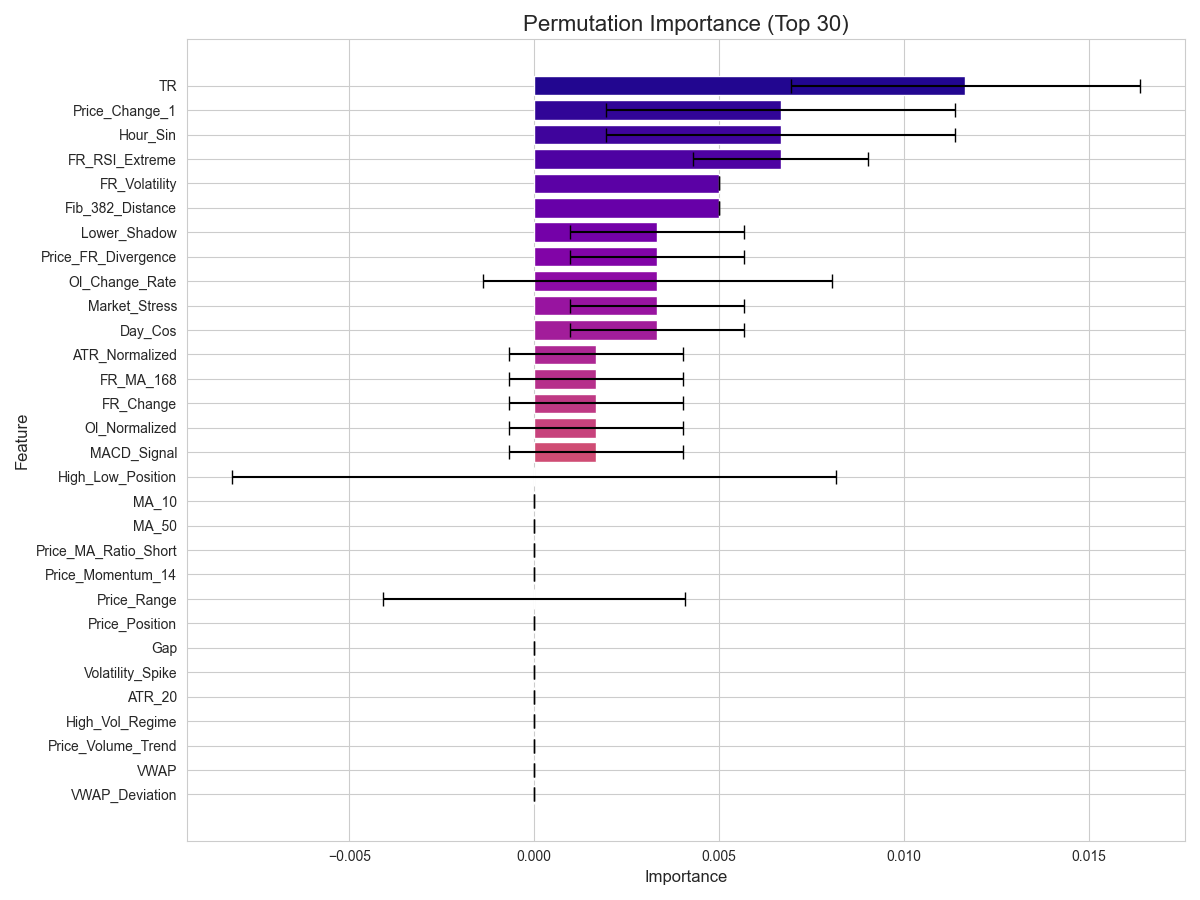 Permutation Importance (Top 30)
TR
Price_Change_1
Hour_Sin
FR_RSI_Extreme
FR_Volatility
Fib_382_Distance
Lower_Shadow
Price_FR_Divergence
OI_Change_Rate
Market_Stress
Day_Cos
ATR_Normalized
FR_MA_168
FR_Change
OI_Normalized
MACD_Signal
High_Low_Position
MA_10
MA_50
Price_MA_Ratio_Short
Price_Momentum_14
Price_Range
Price_Position
Gap
Volatility_Spike
ATR_20
High_Vol_Regime
Price_Volume_Trend
VWAP
VWAP_Deviation
Feature
−0.005 0.000 0.005 0.010 0.015
Importance